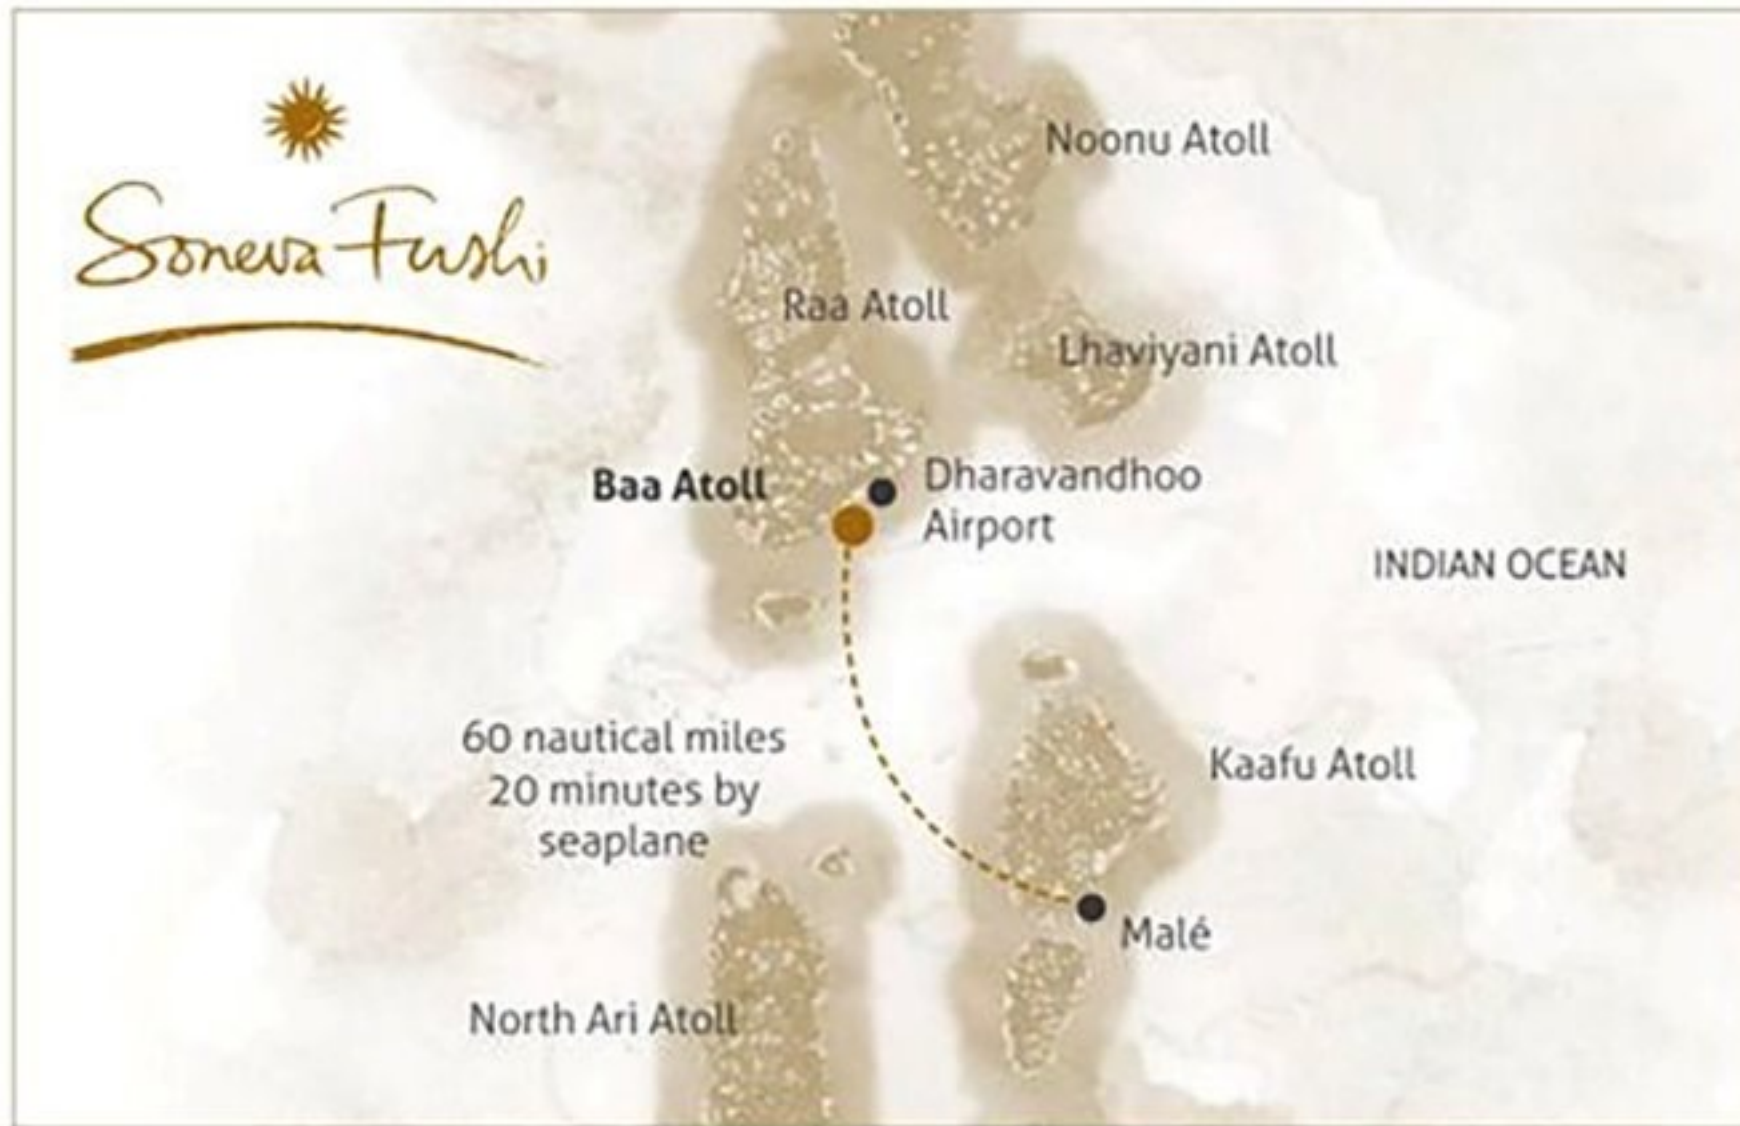 Soneva Fushi
Noonu Atoll
Raa Atoll
Lhaviyani Atoll
Baa Atoll
Dharavandhoo
Airport
INDIAN OCEAN
60 nautical miles
20 minutes by
seaplane
Kaafu Atoll
Malé
North Ari Atoll